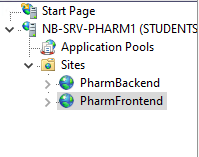 Start Page
NB-SRV-PHARM1 (STUDENTS
Application Pools
Sites
PharmBackend
PharmFrontend